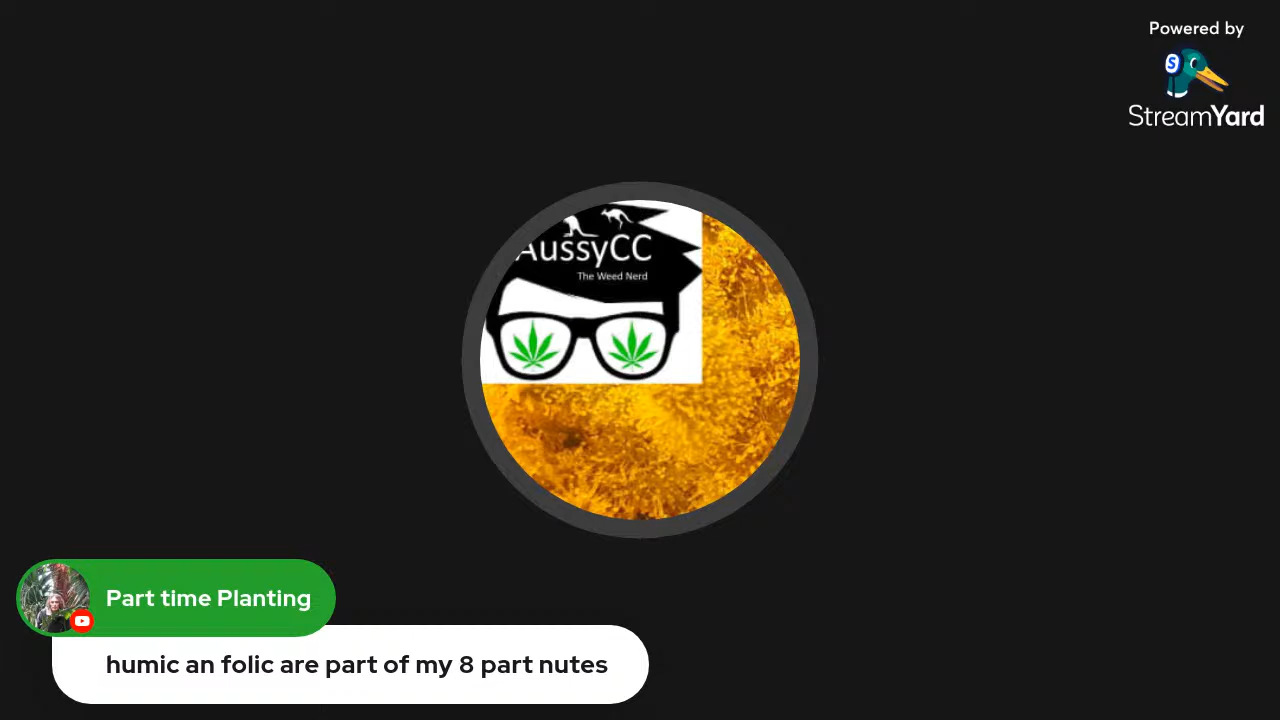 Powered by
S
StreamYard
AussyCC
The Weed Nerd
Part time Planting
humic an folic are part of my 8 part nutes